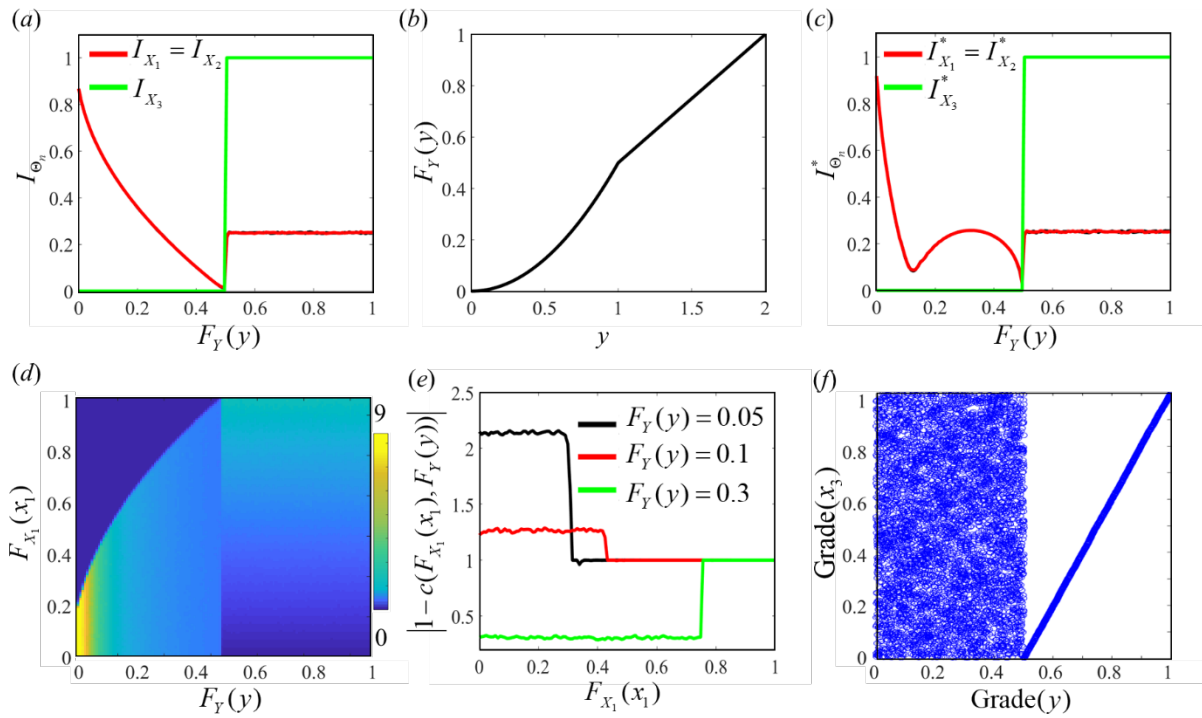 (a)
I_{X_1} = I_{X_2}
I_{X_3}
I_{Θ_n}
1
0.8
0.6
0.4
0.2
0
0 0.2 0.4 0.6 0.8 1
F_Y(y)
(b)
F_Y(y)
1
0.8
0.6
0.4
0.2
0
0 0.5 1 1.5 2
y
(c)
I^*_{X_1} = I^*_{X_2}
I^*_{X_3}
I^*_{Θ_n}
1
0.8
0.6
0.4
0.2
0
0 0.2 0.4 0.6 0.8 1
F_Y(y)
(d)
F_{X_1}(x_1)
1
0.8
0.6
0.4
0.2
0
0 0.2 0.4 0.6 0.8 1
F_Y(y)
9
0
(e)
|1-c(F_{X_1}(x_1), F_Y(y))|
2.5
2
1.5
1
0.5
F_Y(y) = 0.05
F_Y(y) = 0.1
F_Y(y) = 0.3
0 0.2 0.4 0.6 0.8 1
F_{X_1}(x_1)
(f)
Grade(x_3)
1
0.8
0.6
0.4
0.2
0
0 0.2 0.4 0.6 0.8 1
Grade(y)